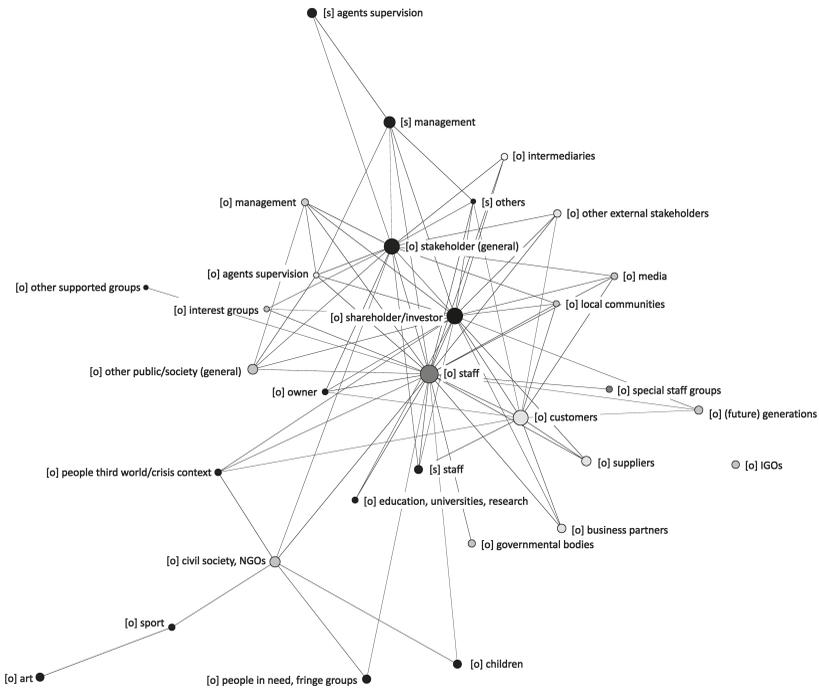 [s] agents supervision
[s] management
[o] intermediaries
[o] management
[s] others
[o] other external stakeholders
[o] stakeholder (general)
[o] agents supervision
[o] media
[o] other supported groups
[o] interest groups
[o] local communities
[o] shareholder/investor
[o] other public/society (general)
[o] staff
[o] owner
[o] special staff groups
[o] (future) generations
[o] customers
[o] suppliers
[o] IGOs
[o] people third world/crisis context
[s] staff
[o] education, universities, research
[o] business partners
[o] governmental bodies
[o] civil society, NGOs
[o] sport
[o] children
[o] art
[o] people in need, fringe groups